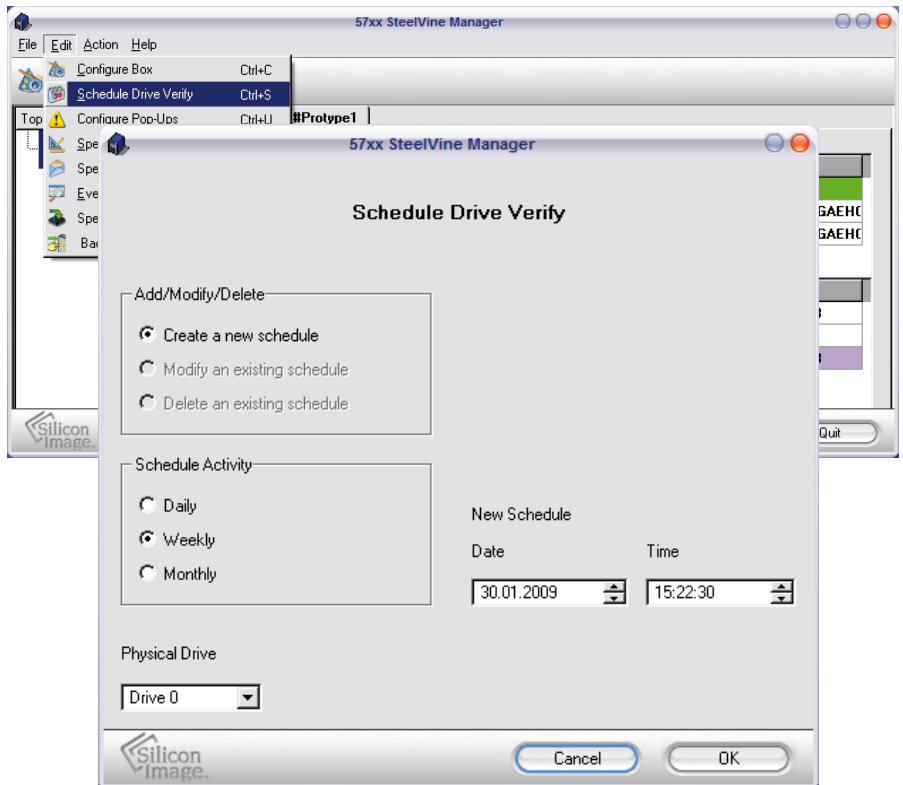 57xx SteelVine Manager
File Edit Action Help
Configure Box Ctrl+C
Schedule Drive Verify Ctrl+S
Top
Configure Pop-Ups Ctrl+U
#Protype1
Spe
Spe
Eve
Spe
Bac
GAEHC
GAEHC
Silicon
Image.
Quit
57xx SteelVine Manager
Schedule Drive Verify
Add/Modify/Delete
Create a new schedule
Modify an existing schedule
Delete an existing schedule
Schedule Activity
Daily
Weekly
Monthly
New Schedule
Date Time
30.01.2009 15:22:30
Physical Drive
Drive 0
Silicon
Image.
Cancel OK